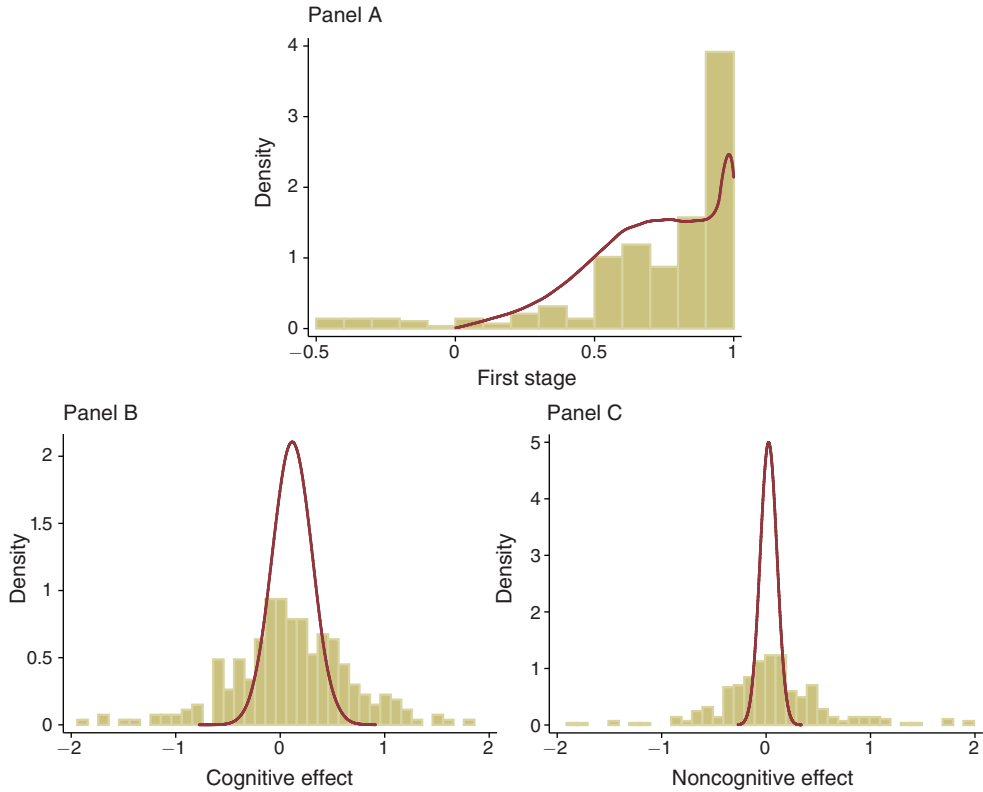 Panel A
4
3
2
1
0
Density
−0.5 0 0.5 1
First stage
Panel B
2
1.5
1
0.5
0
Density
−2 −1 0 1 2
Cognitive effect
Panel C
5
4
3
2
1
0
Density
−2 −1 0 1 2
Noncognitive effect